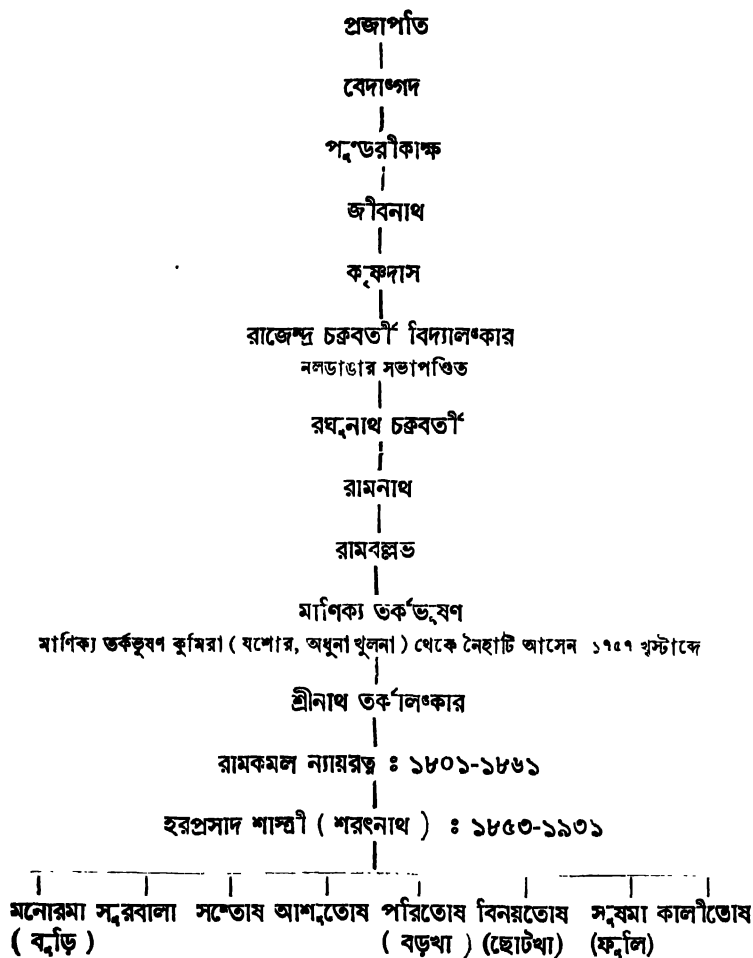 প্রজাপতি
বেদাঙ্গদ
পুণ্ডরীকাক্ষ
জীবনাথ
কৃষ্ণদাস
রাজেন্দ্র চক্রবর্তী বিদ্যালঙ্কার
নলডাঙার সভাপণ্ডিত
রঘুনাথ চক্রবর্তী
রামনাথ
রামবল্লভ
মাণিক্য তর্কভূষণ
মাণিক্য তর্কভূষণ কুমিরা ( যশোর, অধুনা খুলনা ) থেকে নৈহাটি আসেন ১৭৫৭ খৃস্টাব্দে
শ্রীনাথ তর্কালঙ্কার
রামকমল ন্যায়রত্ন : ১৮০১-১৮৬১
হরপ্রসাদ শাস্ত্রী ( শরৎনাথ ) : ১৮৫৩-১৯৩১
মনোরমা সুরবালা সন্তোষ আশুতোষ পরিতোষ বিনয়তোষ সুষমা কালীতোষ
( বুড়ি ) ( বড়খা ) (ছোটখা) (ফুলি)